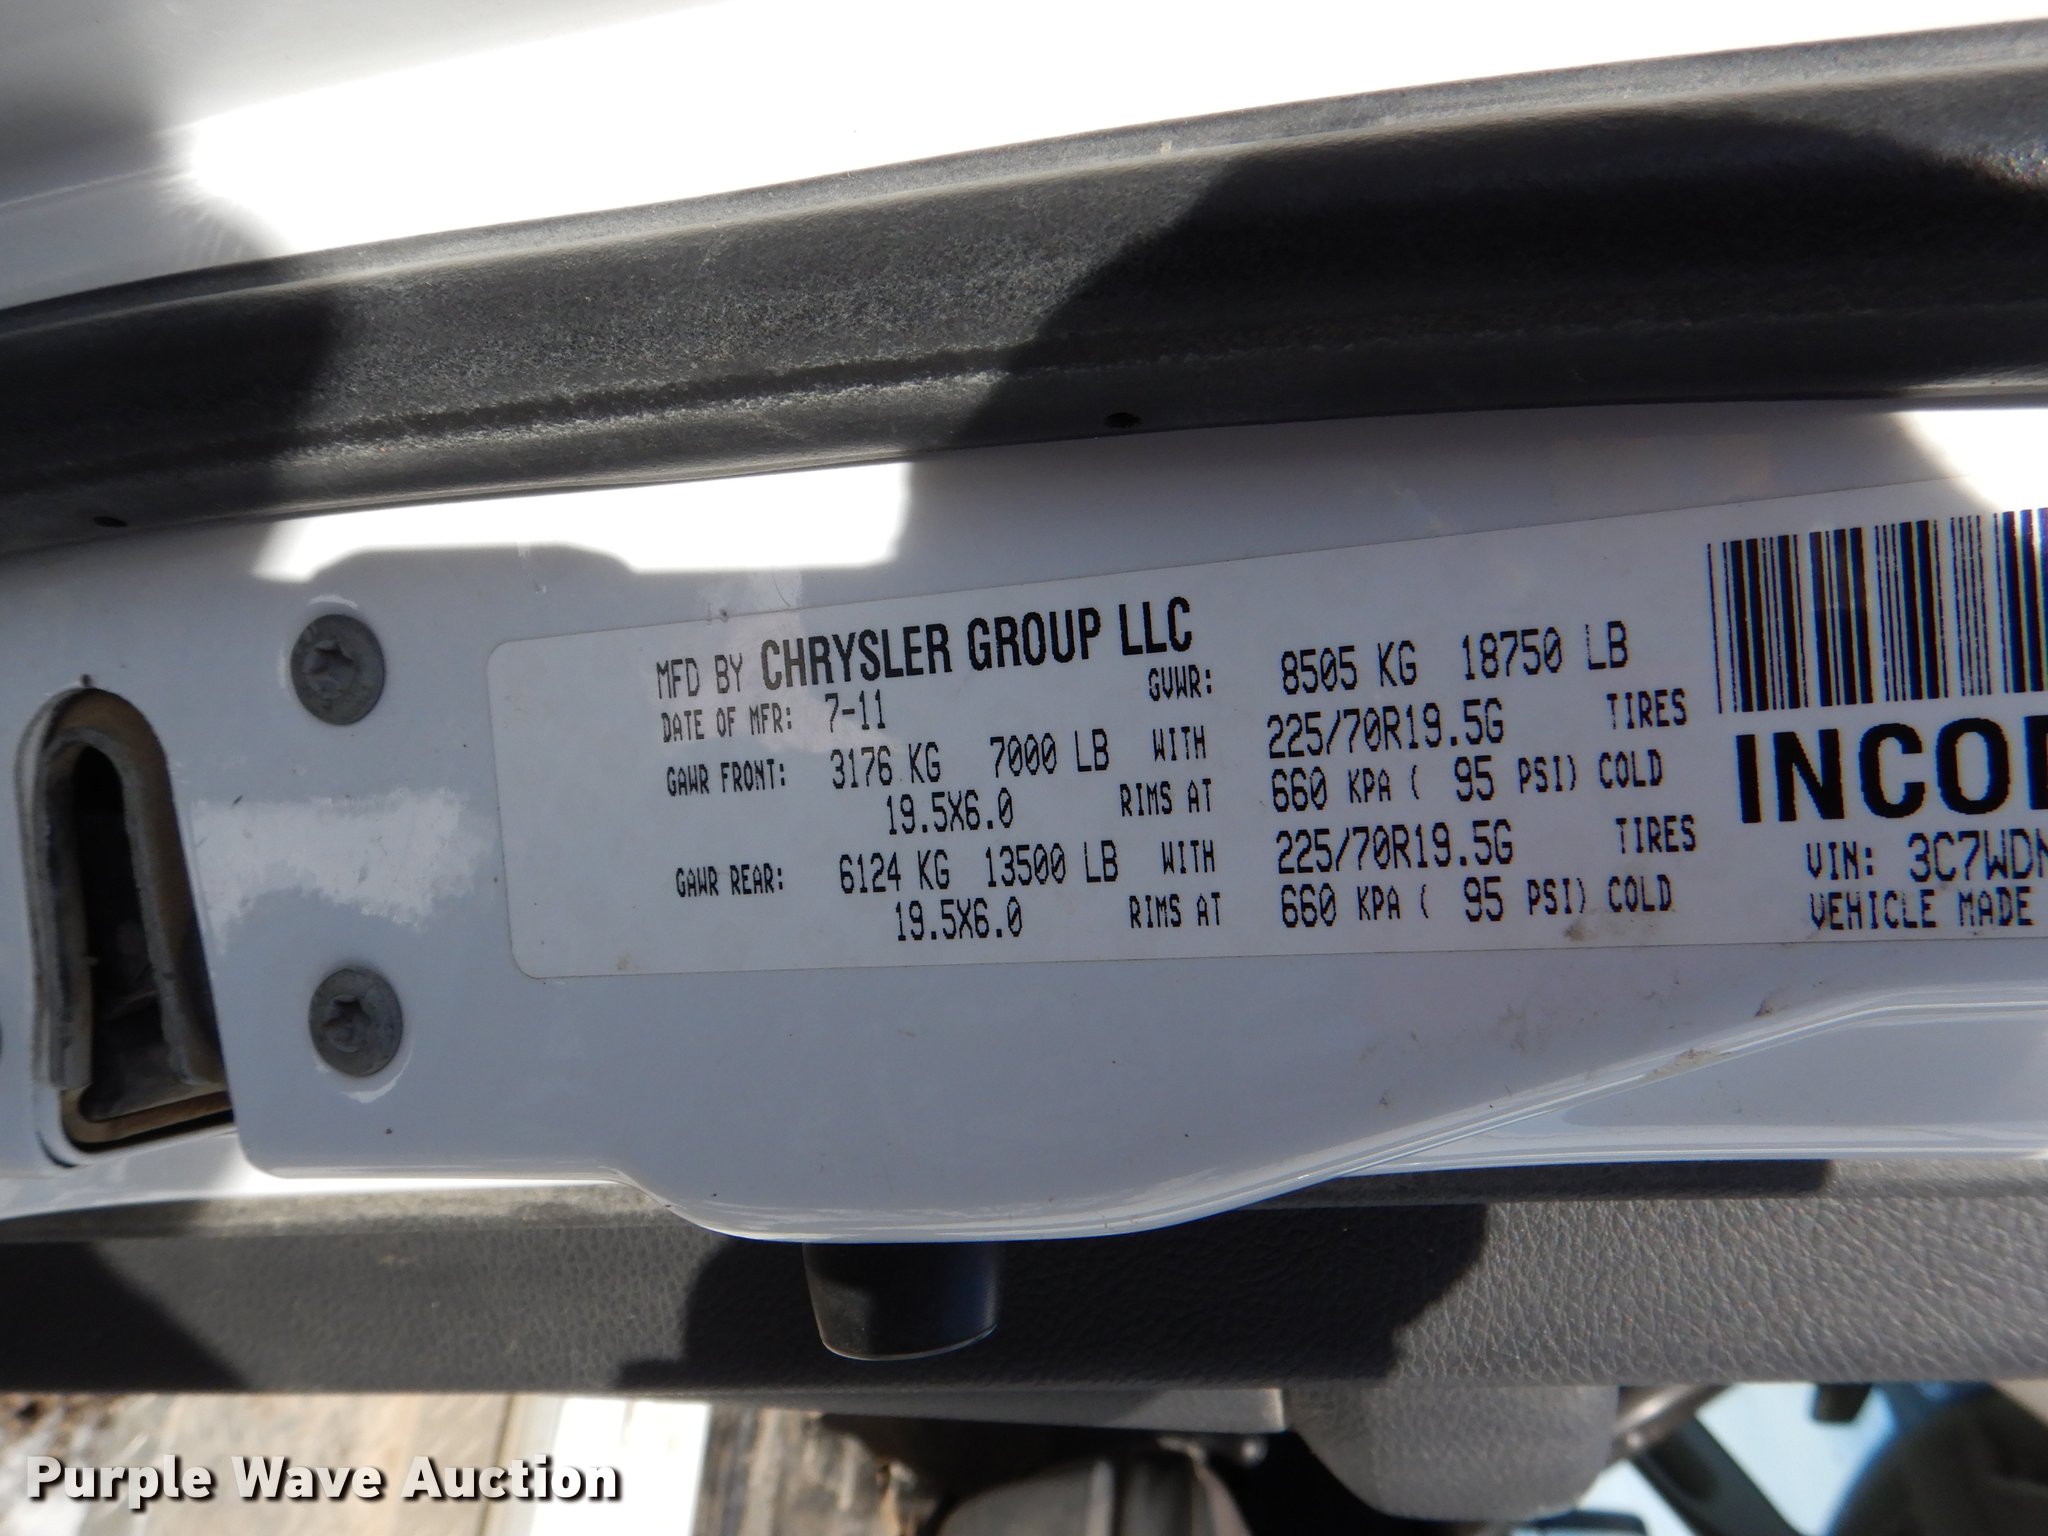 MFD BY CHRYSLER GROUP LLC
DATE OF MFR: 7-11 GVWR: 8505 KG 18750 LB
GAWR FRONT: 3176 KG 7000 LB WITH 225/70R19.5G TIRES
19.5X6.0 RIMS AT 660 KPA ( 95 PSI) COLD
GAWR REAR: 6124 KG 13500 LB WITH 225/70R19.5G TIRES
19.5X6.0 RIMS AT 660 KPA ( 95 PSI) COLD
INCO
VIN: 3C7WD
VEHICLE MADE
Purple Wave Auction